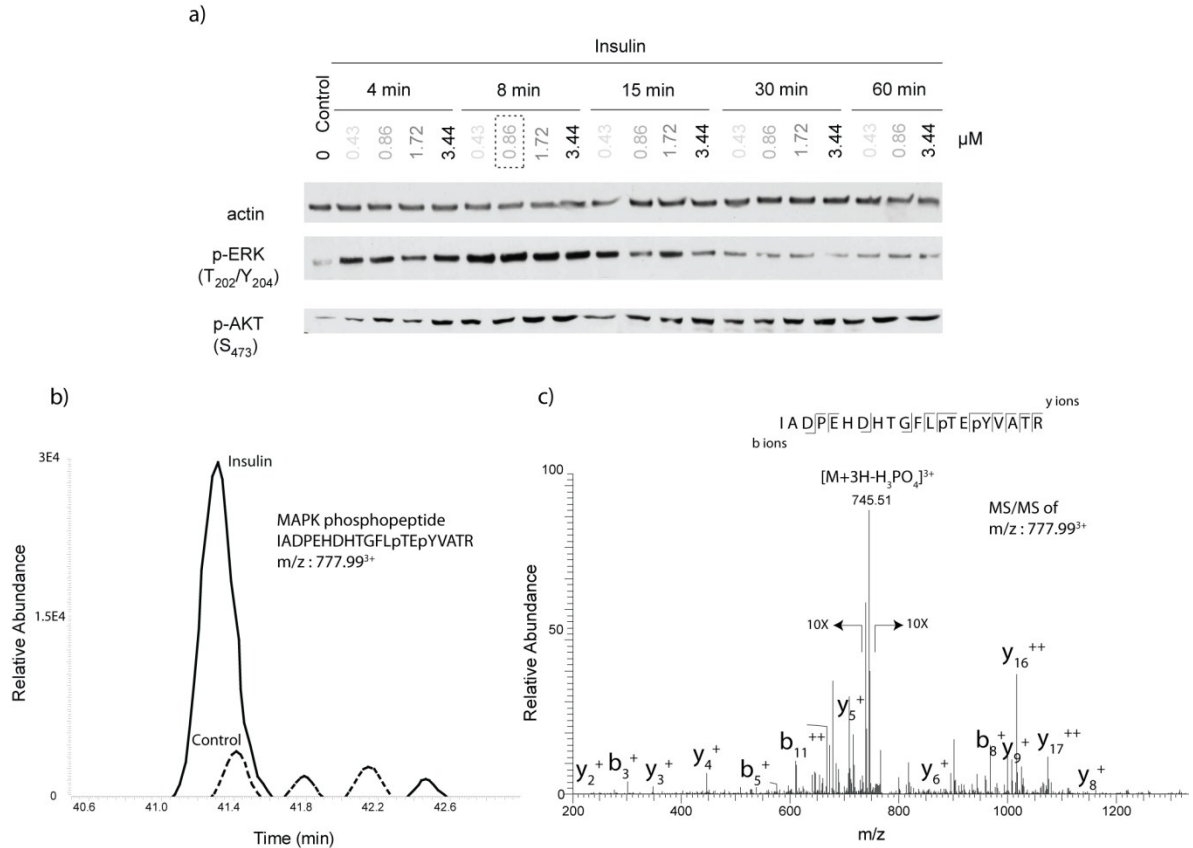 a)
Insulin
Control 4 min 8 min 15 min 30 min 60 min
0 0.43 0.86 1.72 3.44 0.43 0.86 1.72 3.44 0.43 0.86 1.72 3.44 0.43 0.86 1.72 3.44 0.43 0.86 3.44 µM
actin
p-ERK
(T202/Y204)
p-AKT
(S473)
b)
3E4
Insulin
MAPK phosphopeptide
IADPEHDHTGFLpTEpYVATR
m/z : 777.99³⁺
1.5E4
Relative Abundance
Control
0
40.6 41.0 41.4 41.8 42.2 42.6
Time (min)
c)
y ions
I A D P E H D H T G F L pT E pY V A T R
b ions
100
[M+3H-H₃PO₄]³⁺
745.51
MS/MS of
m/z : 777.99³⁺
Relative Abundance
50
10X 10X
y₁₆⁺⁺
y₅⁺
b₁₁⁺⁺ b₈⁺ y₉⁺ y₁₇⁺⁺
y₂⁺ b₃⁺ y₃⁺ y₄⁺ b₅⁺ y₆⁺ y₈⁺
0
200 400 600 800 1000 1200
m/z